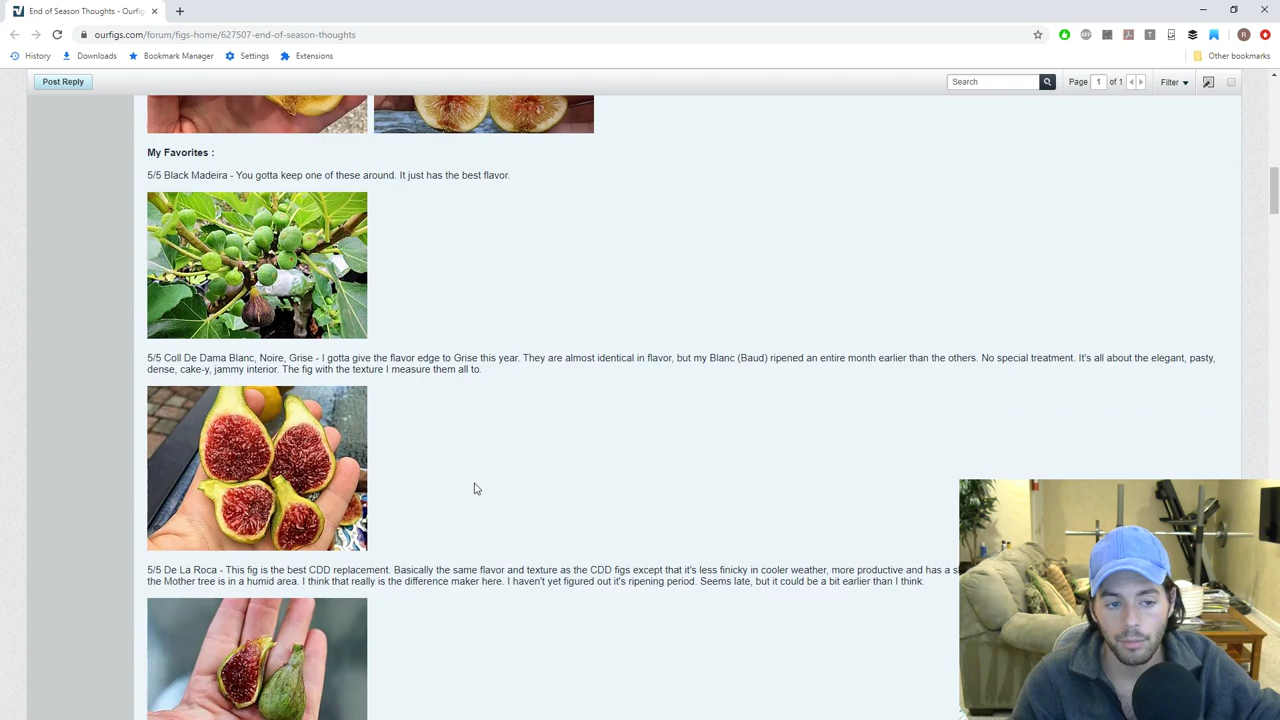 End of Season Thoughts - Ourfig
ourfigs.com/forum/figs-home/627507-end-of-season-thoughts
History Downloads Bookmark Manager Settings Extensions Other bookmarks
Post Reply Search Page 1 of 1 Filter
My Favorites :
5/5 Black Madeira - You gotta keep one of these around. It just has the best flavor.
5/5 Coll De Dama Blanc, Noire, Grise - I gotta give the flavor edge to Grise this year. They are almost identical in flavor, but my Blanc (Baud) ripened an entire month earlier than the others. No special treatment. It's all about the elegant, pasty,
dense, cake-y, jammy interior. The fig with the texture I measure them all to.
5/5 De La Roca - This fig is the best CDD replacement. Basically the same flavor and texture as the CDD figs except that it's less finicky in cooler weather, more productive and has a s
the Mother tree is in a humid area. I think that really is the difference maker here. I haven't yet figured out it's ripening period. Seems late, but it could be a bit earlier than I think.